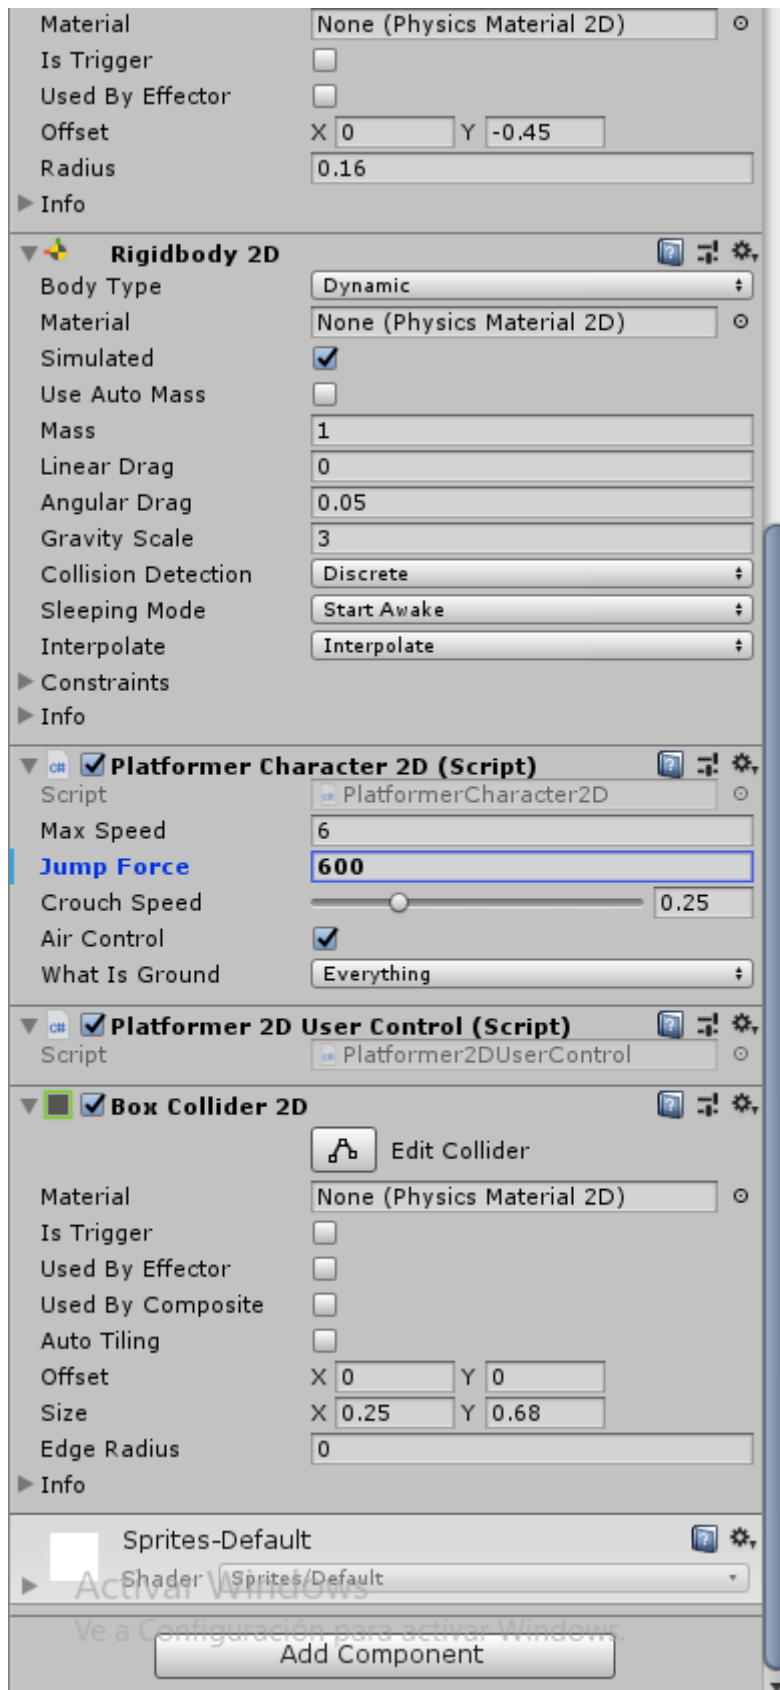 Material None (Physics Material 2D)
Is Trigger
Used By Effector
Offset X 0 Y -0.45
Radius 0.16
Info
Rigidbody 2D
Body Type Dynamic
Material None (Physics Material 2D)
Simulated
Use Auto Mass
Mass 1
Linear Drag 0
Angular Drag 0.05
Gravity Scale 3
Collision Detection Discrete
Sleeping Mode Start Awake
Interpolate Interpolate
Constraints
Info
C# Platformer Character 2D (Script)
Script PlatformerCharacter2D
Max Speed 6
Jump Force 600
Crouch Speed 0.25
Air Control
What Is Ground Everything
C# Platformer 2D User Control (Script)
Script Platformer2DUserControl
Box Collider 2D
Edit Collider
Material None (Physics Material 2D)
Is Trigger
Used By Effector
Used By Composite
Auto Tiling
Offset X 0 Y 0
Size X 0.25 Y 0.68
Edge Radius 0
Info
Sprites-Default
Shader Sprites/Default
Activar Windows
Ve a Configuración para activar Windows.
Add Component